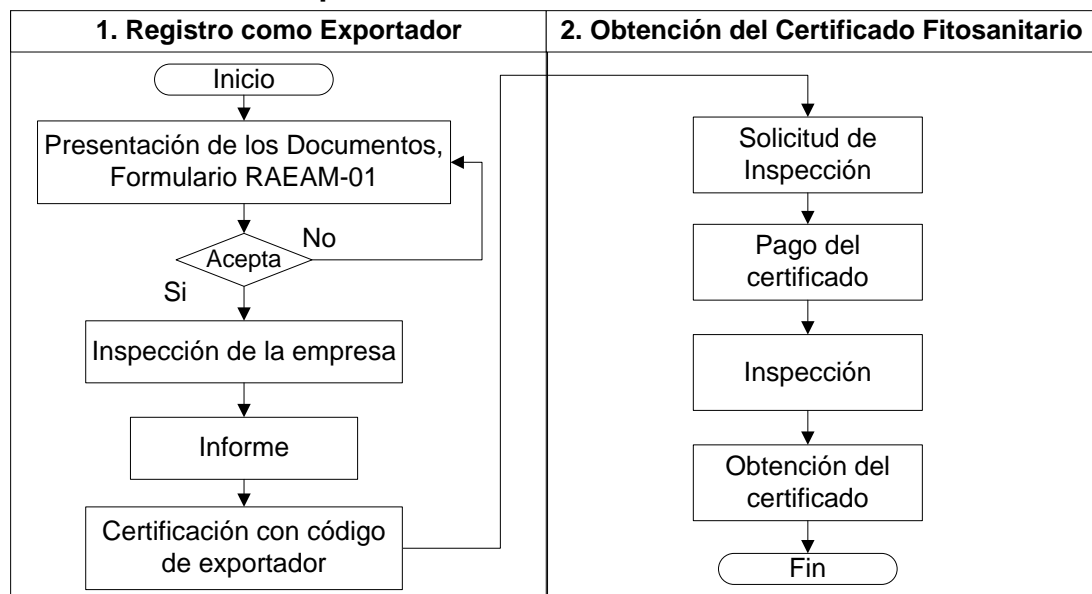 1. Registro como Exportador
2. Obtención del Certificado Fitosanitario
Inicio
Presentación de los Documentos,
Formulario RAEAM-01
Acepta
No
Si
Inspección de la empresa
Informe
Certificación con código
de exportador
Solicitud de
Inspección
Pago del
certificado
Inspección
Obtención del
certificado
Fin